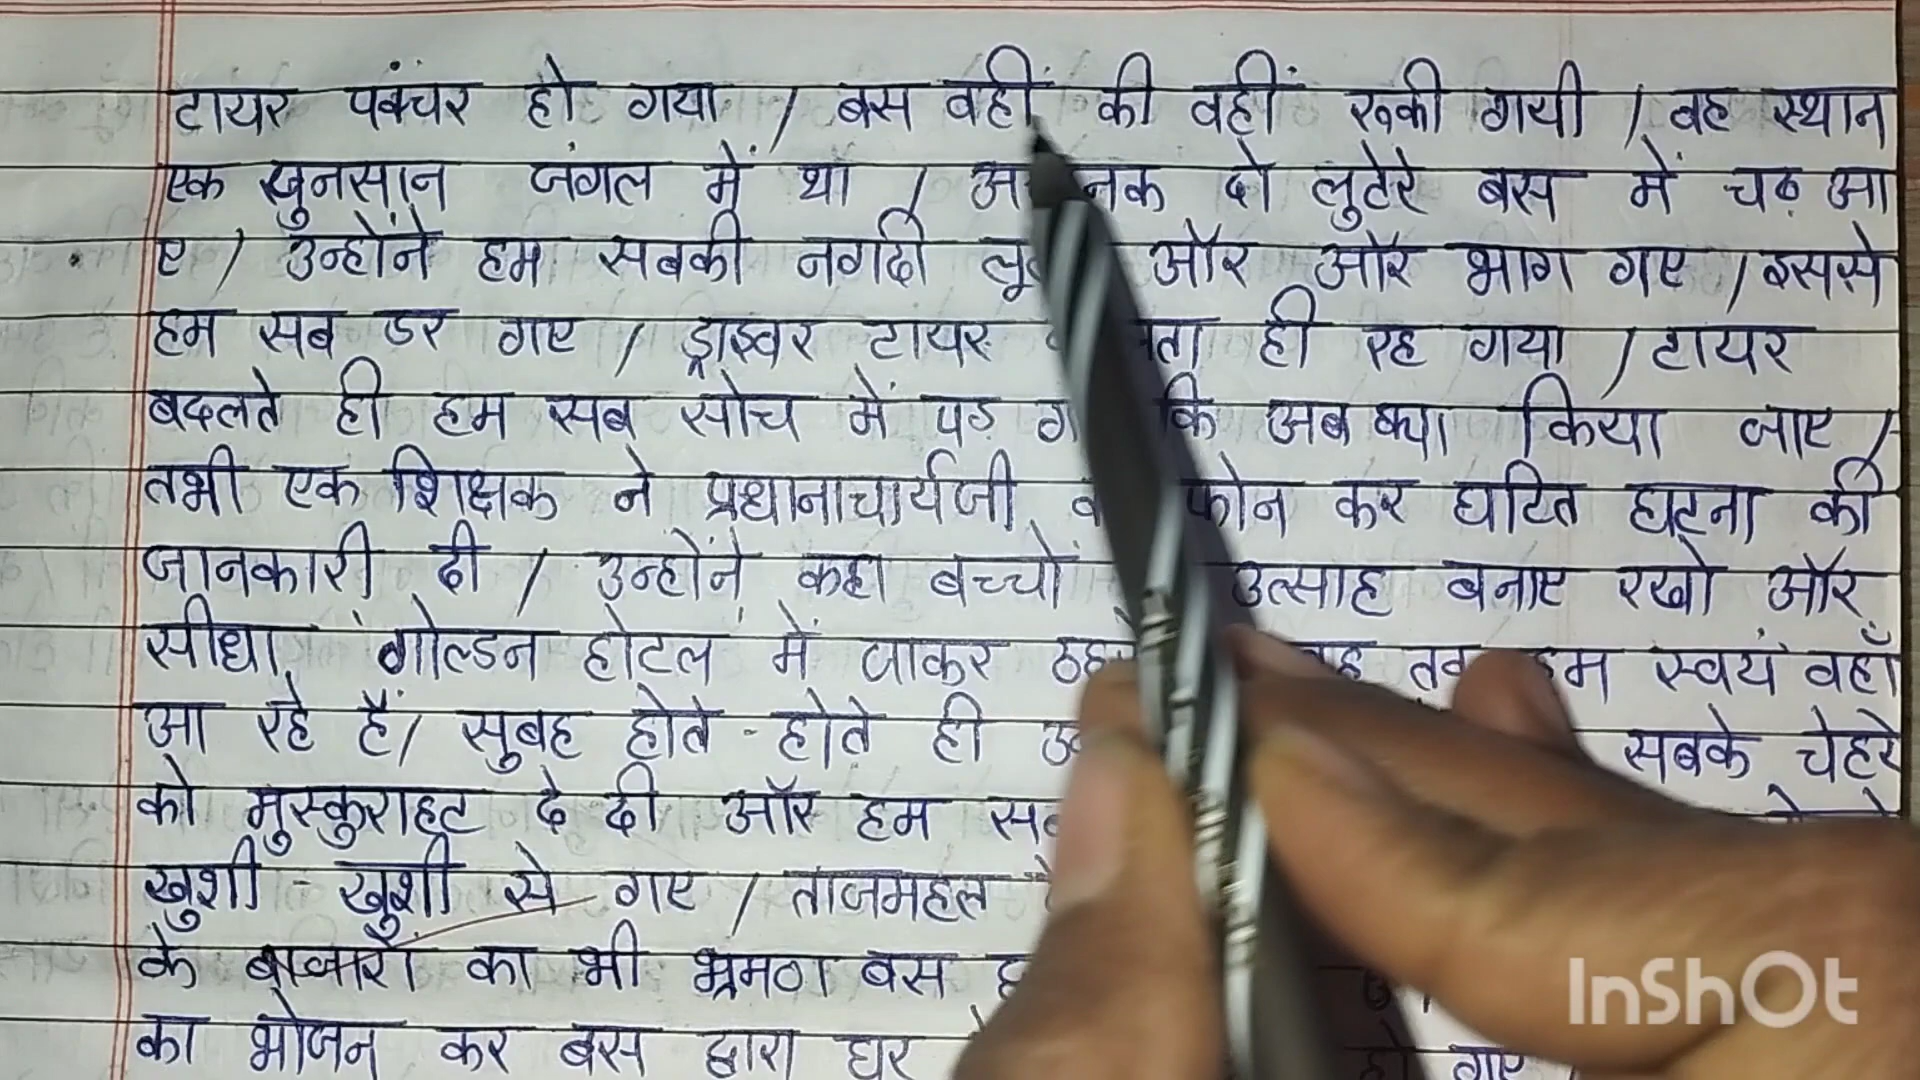 टायर पंक्चर हो गया / बस वहीं की वहीं रूकी गयी / वह स्थान
एक सुनसान जंगल में था / दो लुटेरे बस में चढ़ आ
ए / उन्होंने हम सबकी नगदी और और भाग गए / इससे
हम सब डर गए / ड्राइवर टायर ही रह गया / टायर
बदलते ही हम सब सोच में पड़ कि अब क्या किया जाए /
तभी एक शिक्षक ने प्रधानाचार्यजी फोन कर घटित घटना की
जानकारी दी / उन्होंने कहा बच्चों उत्साह बनाए रखो और
सीधा गोल्डन होटल में जाकर हम स्वयं वहाँ
आ रहे हैं / सुबह होते - होते ही सबके चेहरे
को मुस्कुराहट दे दी और हम
खुशी - खुशी से गए / ताजमहल
के बाजारों का भी भ्रमण बस
का भोजन कर बस द्वारा घर हो गए
InShOt